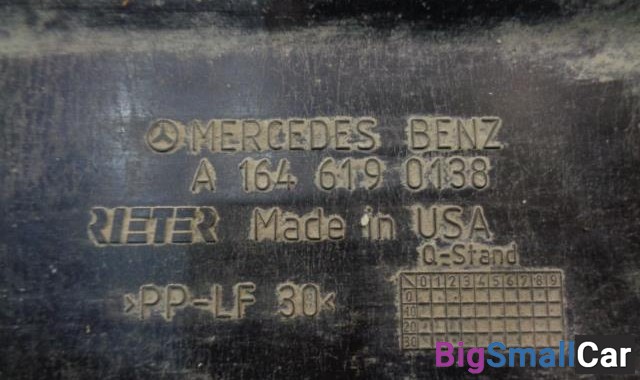 MERCEDES BENZ
A 164 619 0138
RIETER Made in USA
Q-Stand
>PP-LF 30<
0 1 2 3 4 5 6 7 8 9
0
10
20
30
BigSmallCar